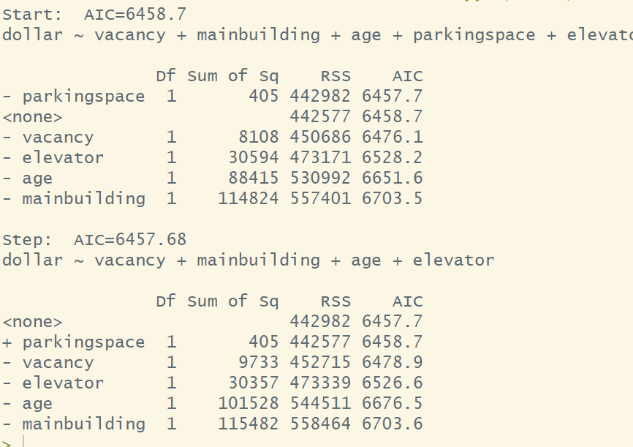 Start:  AIC=6458.7
dollar ~ vacancy + mainbuilding + age + parkingspace +
Df Sum of Sq RSS AIC
- parkingspace 1 405 442982 6457.7
<none> 442577 6458.7
- vacancy 1 8108 450686 6476.1
- elevator 1 30594 473171 6528.2
- age 1 88415 530992 6651.6
- mainbuilding 1 114824 557401 6703.5
Step:  AIC=6457.68
dollar ~ vacancy + mainbuilding + age + elevator
Df Sum of Sq RSS AIC
<none> 442982 6457.7
+ parkingspace 1 405 442577 6458.7
- vacancy 1 9733 452715 6478.9
- elevator 1 30357 473339 6526.6
- age 1 101528 544511 6676.5
- mainbuilding 1 115482 558464 6703.6
>